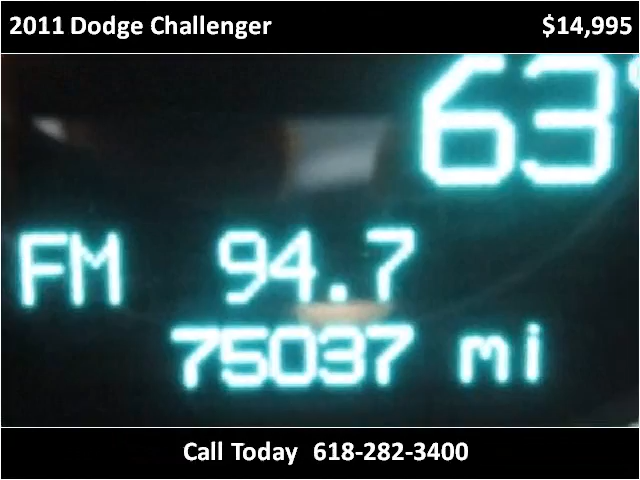 2011 Dodge Challenger $14,995
63°
FM 94.7
75037 mi
Call Today 618-282-3400